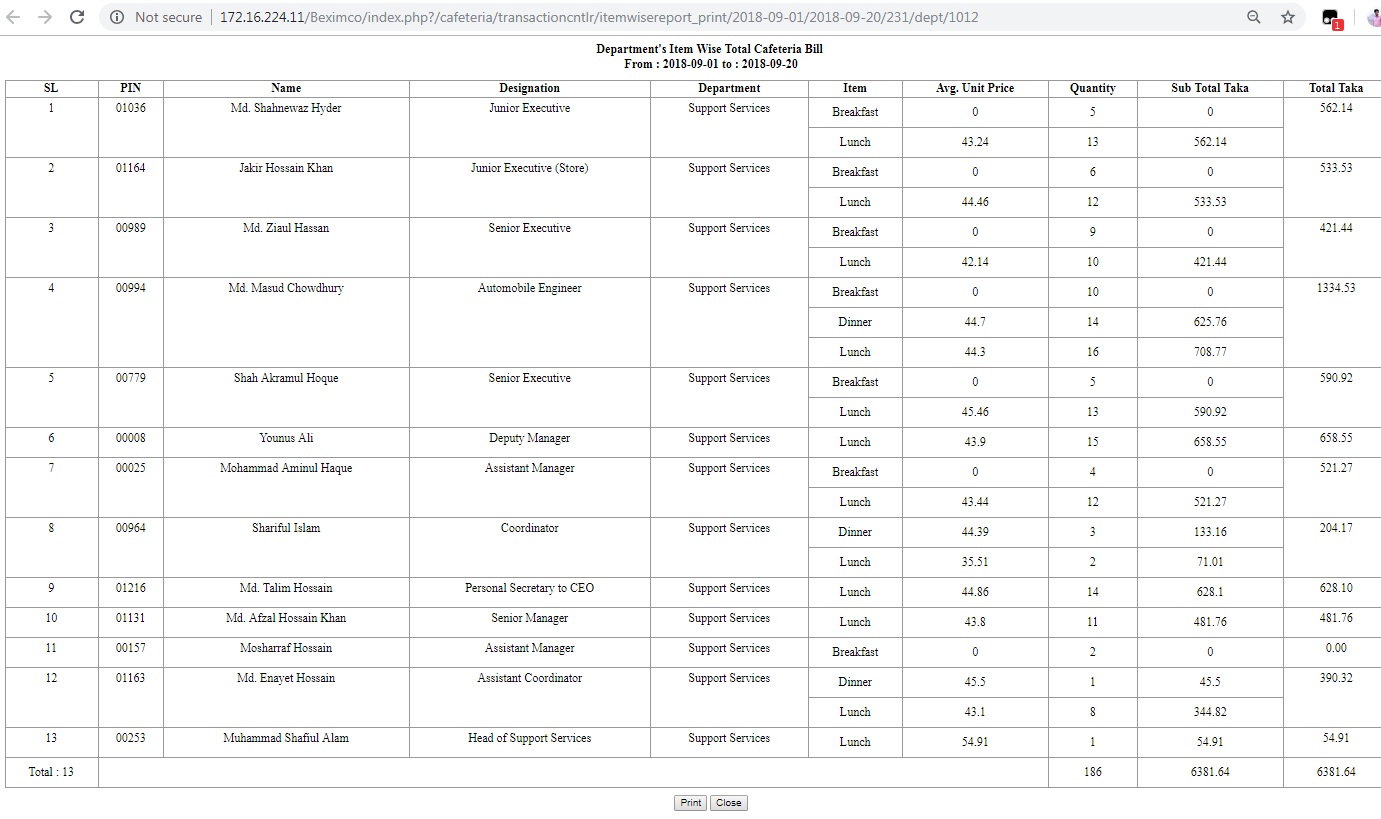 Not secure | 172.16.224.11/Beximco/index.php?/cafeteria/transactioncntlr/itemwisereport_print/2018-09-01/2018-09-20/231/dept/1012
1
Department's Item Wise Total Cafeteria Bill
From : 2018-09-01 to : 2018-09-20
SL PIN Name Designation Department Item Avg. Unit Price Quantity Sub Total Taka Total Taka
1 01036 Md. Shahnewaz Hyder Junior Executive Support Services Breakfast 0 5 0 562.14
Lunch 43.24 13 562.14
2 01164 Jakir Hossain Khan Junior Executive (Store) Support Services Breakfast 0 6 0 533.53
Lunch 44.46 12 533.53
3 00989 Md. Ziaul Hassan Senior Executive Support Services Breakfast 0 9 0 421.44
Lunch 42.14 10 421.44
4 00994 Md. Masud Chowdhury Automobile Engineer Support Services Breakfast 0 10 0 1334.53
Dinner 44.7 14 625.76
Lunch 44.3 16 708.77
5 00779 Shah Akramul Hoque Senior Executive Support Services Breakfast 0 5 0 590.92
Lunch 45.46 13 590.92
6 00008 Younus Ali Deputy Manager Support Services Lunch 43.9 15 658.55 658.55
7 00025 Mohammad Aminul Haque Assistant Manager Support Services Breakfast 0 4 0 521.27
Lunch 43.44 12 521.27
8 00964 Shariful Islam Coordinator Support Services Dinner 44.39 3 133.16 204.17
Lunch 35.51 2 71.01
9 01216 Md. Talim Hossain Personal Secretary to CEO Support Services Lunch 44.86 14 628.1 628.10
10 01131 Md. Afzal Hossain Khan Senior Manager Support Services Lunch 43.8 11 481.76 481.76
11 00157 Mosharraf Hossain Assistant Manager Support Services Breakfast 0 2 0 0.00
12 01163 Md. Enayet Hossain Assistant Coordinator Support Services Dinner 45.5 1 45.5 390.32
Lunch 43.1 8 344.82
13 00253 Muhammad Shafiul Alam Head of Support Services Support Services Lunch 54.91 1 54.91 54.91
Total : 13 186 6381.64 6381.64
Print Close